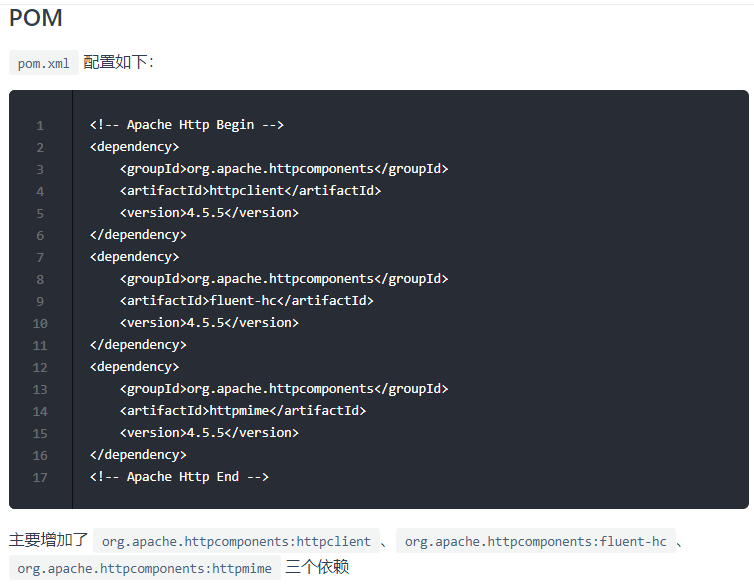 POM
pom.xml 配置如下：
1 <!-- Apache Http Begin -->
2 <dependency>
3     <groupId>org.apache.httpcomponents</groupId>
4     <artifactId>httpclient</artifactId>
5     <version>4.5.5</version>
6 </dependency>
7 <dependency>
8     <groupId>org.apache.httpcomponents</groupId>
9     <artifactId>fluent-hc</artifactId>
10     <version>4.5.5</version>
11 </dependency>
12 <dependency>
13     <groupId>org.apache.httpcomponents</groupId>
14     <artifactId>httpmime</artifactId>
15     <version>4.5.5</version>
16 </dependency>
17 <!-- Apache Http End -->
主要增加了 org.apache.httpcomponents:httpclient 、 org.apache.httpcomponents:fluent-hc 、
org.apache.httpcomponents:httpmime 三个依赖